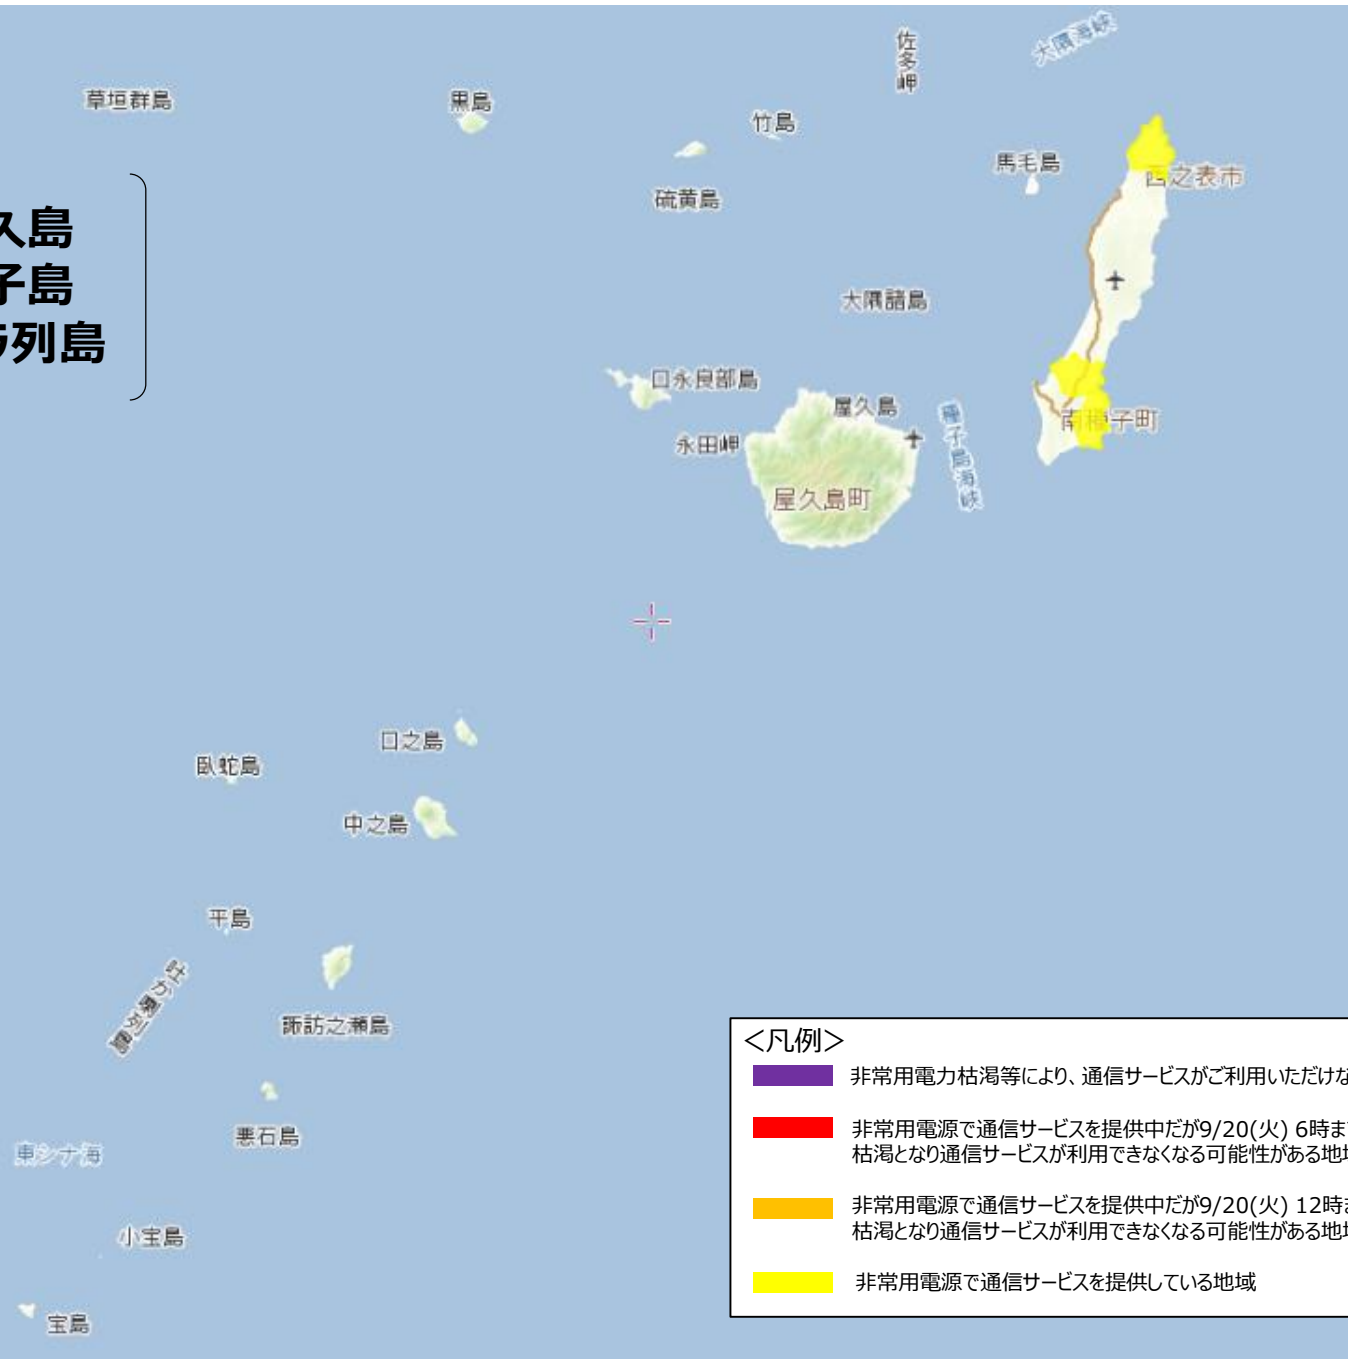 佐多岬
大隅海峡
草垣群島
黒島
竹島
馬毛島
西之表市
硫黄島
久島
子島
ラ列島
大隅諸島
口永良部島
屋久島
種子島海峡
南種子町
永田岬
屋久島町
口之島
臥蛇島
中之島
平島
吐か喇列島
諏訪之瀬島
悪石島
東シナ海
小宝島
宝島
<凡例>
非常用電力枯渇等により、通信サービスがご利用いただけな
非常用電源で通信サービスを提供中だが9/20(火) 6時ま
枯渇となり通信サービスが利用できなくなる可能性がある地
非常用電源で通信サービスを提供中だが9/20(火) 12時
枯渇となり通信サービスが利用できなくなる可能性がある地
非常用電源で通信サービスを提供している地域